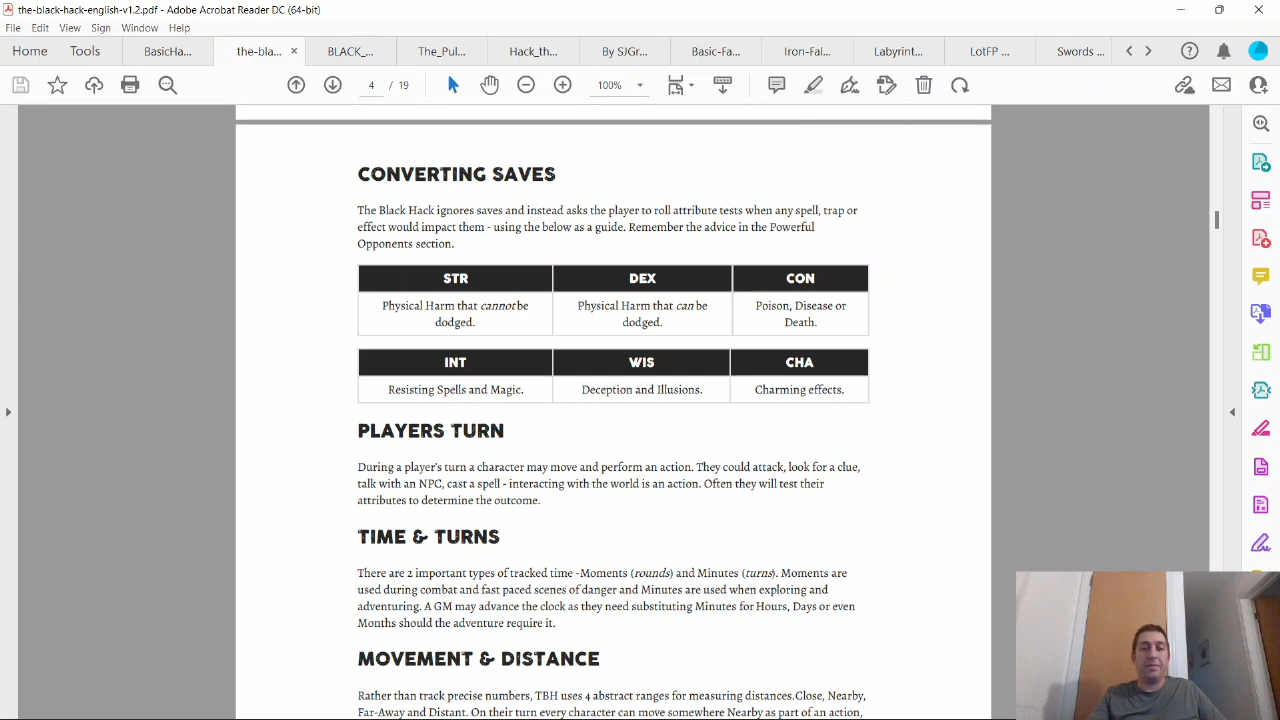 the-black-hack-english-v1.2.pdf - Adobe Acrobat Reader DC (64-bit)
File Edit View Sign Window Help
Home Tools BasicHa... the-bla... × BLACK_... The_Pul... Hack_th... By SJGr... Basic-Fa... Iron-Fal... Labyrint... LotFP ... Swords ...
4 / 19 100%
CONVERTING SAVES
The Black Hack ignores saves and instead asks the player to roll attribute tests when any spell, trap or
effect would impact them - using the below as a guide. Remember the advice in the Powerful
Opponents section.
STR DEX CON
Physical Harm that cannot be Physical Harm that can be Poison, Disease or
dodged. dodged. Death.
INT WIS CHA
Resisting Spells and Magic. Deception and Illusions. Charming effects.
PLAYERS TURN
During a player's turn a character may move and perform an action. They could attack, look for a clue,
talk with an NPC, cast a spell - interacting with the world is an action. Often they will test their
attributes to determine the outcome.
TIME & TURNS
There are 2 important types of tracked time -Moments (rounds) and Minutes (turns). Moments are
used during combat and fast paced scenes of danger and Minutes are used when exploring and
adventuring. A GM may advance the clock as they need substituting Minutes for Hours, Days or even
Months should the adventure require it.
MOVEMENT & DISTANCE
Rather than track precise numbers, TBH uses 4 abstract ranges for measuring distances.Close, Nearby,
Far-Away and Distant. On their turn every character can move somewhere Nearby as part of an action,